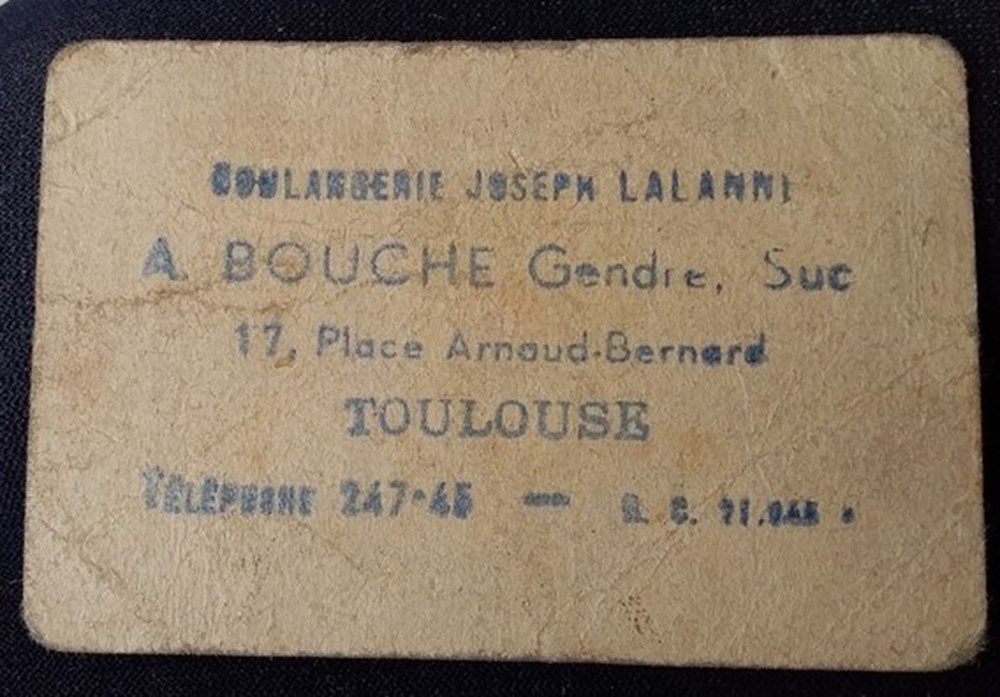 BOULANGERIE JOSEPH LALANNE
A. BOUCHE Gendre, Suc
17, Place Arnaud-Bernard
TOULOUSE
TÉLÉPHONE 247-45 — R. C.